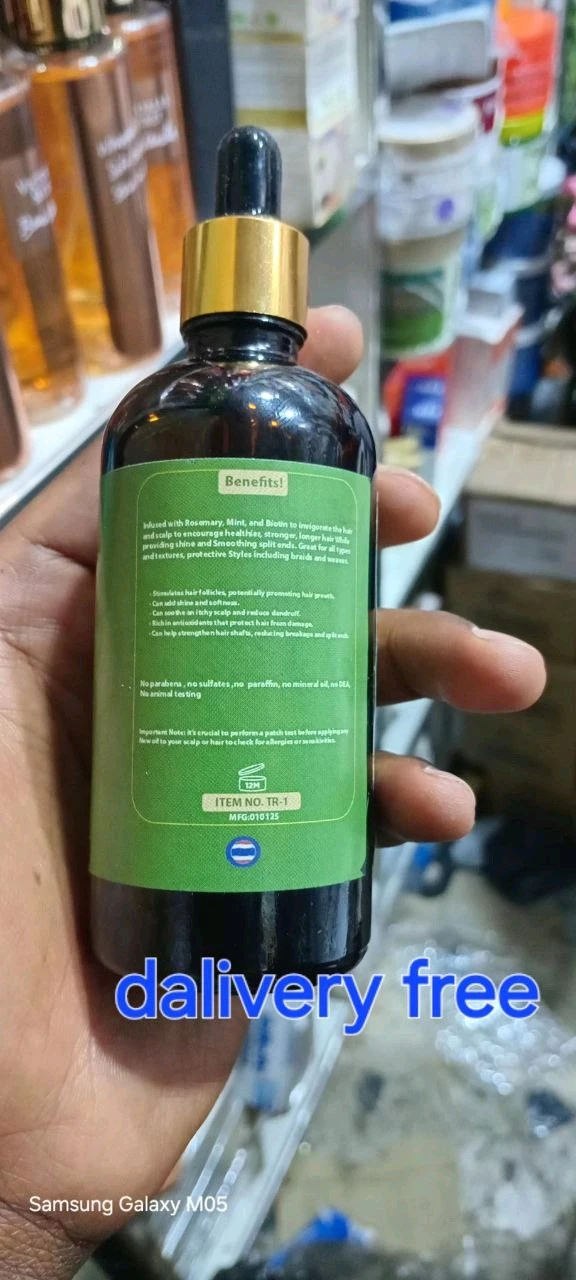 Benefits!
Infused with Rosemary, Mint, and Biotin to invigorate the hair
and scalp to encourage healthier, stronger, longer hair While
providing shine and Smoothing split ends. Great for all types
and textures, protective Styles including braids and weaves.
- Stimulates hair follicles, potentially promoting hair growth.
- Can add shine and softness.
- Can soothe an itchy scalp and reduce dandruff.
- Rich in antioxidants that protect hair from damage.
- Can help strengthen hair shafts, reducing breakage and split ends.
No parabens , no sulfates ,no paraffin, no mineral oil, no DEA,
No animal testing
Important Note: it's crucial to perform a patch test before applying any
New oil to your scalp or hair to check for allergies or sensitivities.
12M
ITEM NO. TR-1
MFG:010125
dalivery free
Samsung Galaxy M05